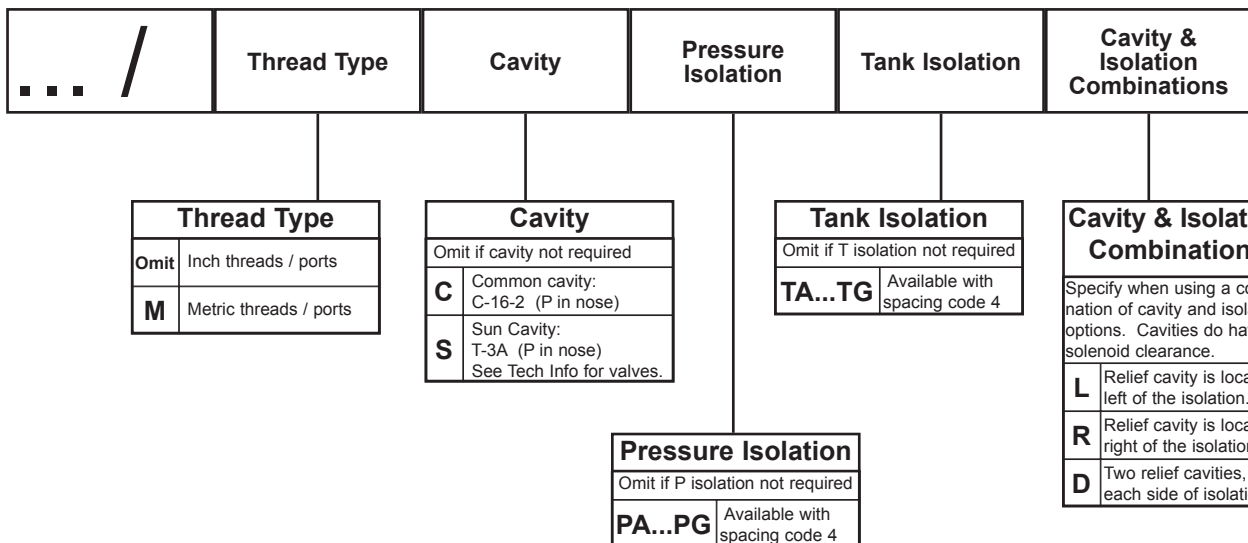 ... /
Thread Type
Cavity
Pressure
Isolation
Tank Isolation
Cavity &
Isolation
Combinations
Thread Type
Omit Inch threads / ports
M Metric threads / ports
Cavity
Omit if cavity not required
C Common cavity:
C-16-2 (P in nose)
S Sun Cavity:
T-3A (P in nose)
See Tech Info for valves.
Pressure Isolation
Omit if P isolation not required
PA...PG Available with
spacing code 4
Tank Isolation
Omit if T isolation not required
TA...TG Available with
spacing code 4
Cavity & Isolat
Combination
Specify when using a co
nation of cavity and isol
options. Cavities do ha
solenoid clearance.
L Relief cavity is loca
left of the isolation.
R Relief cavity is loca
right of the isolation
D Two relief cavities,
each side of isolati